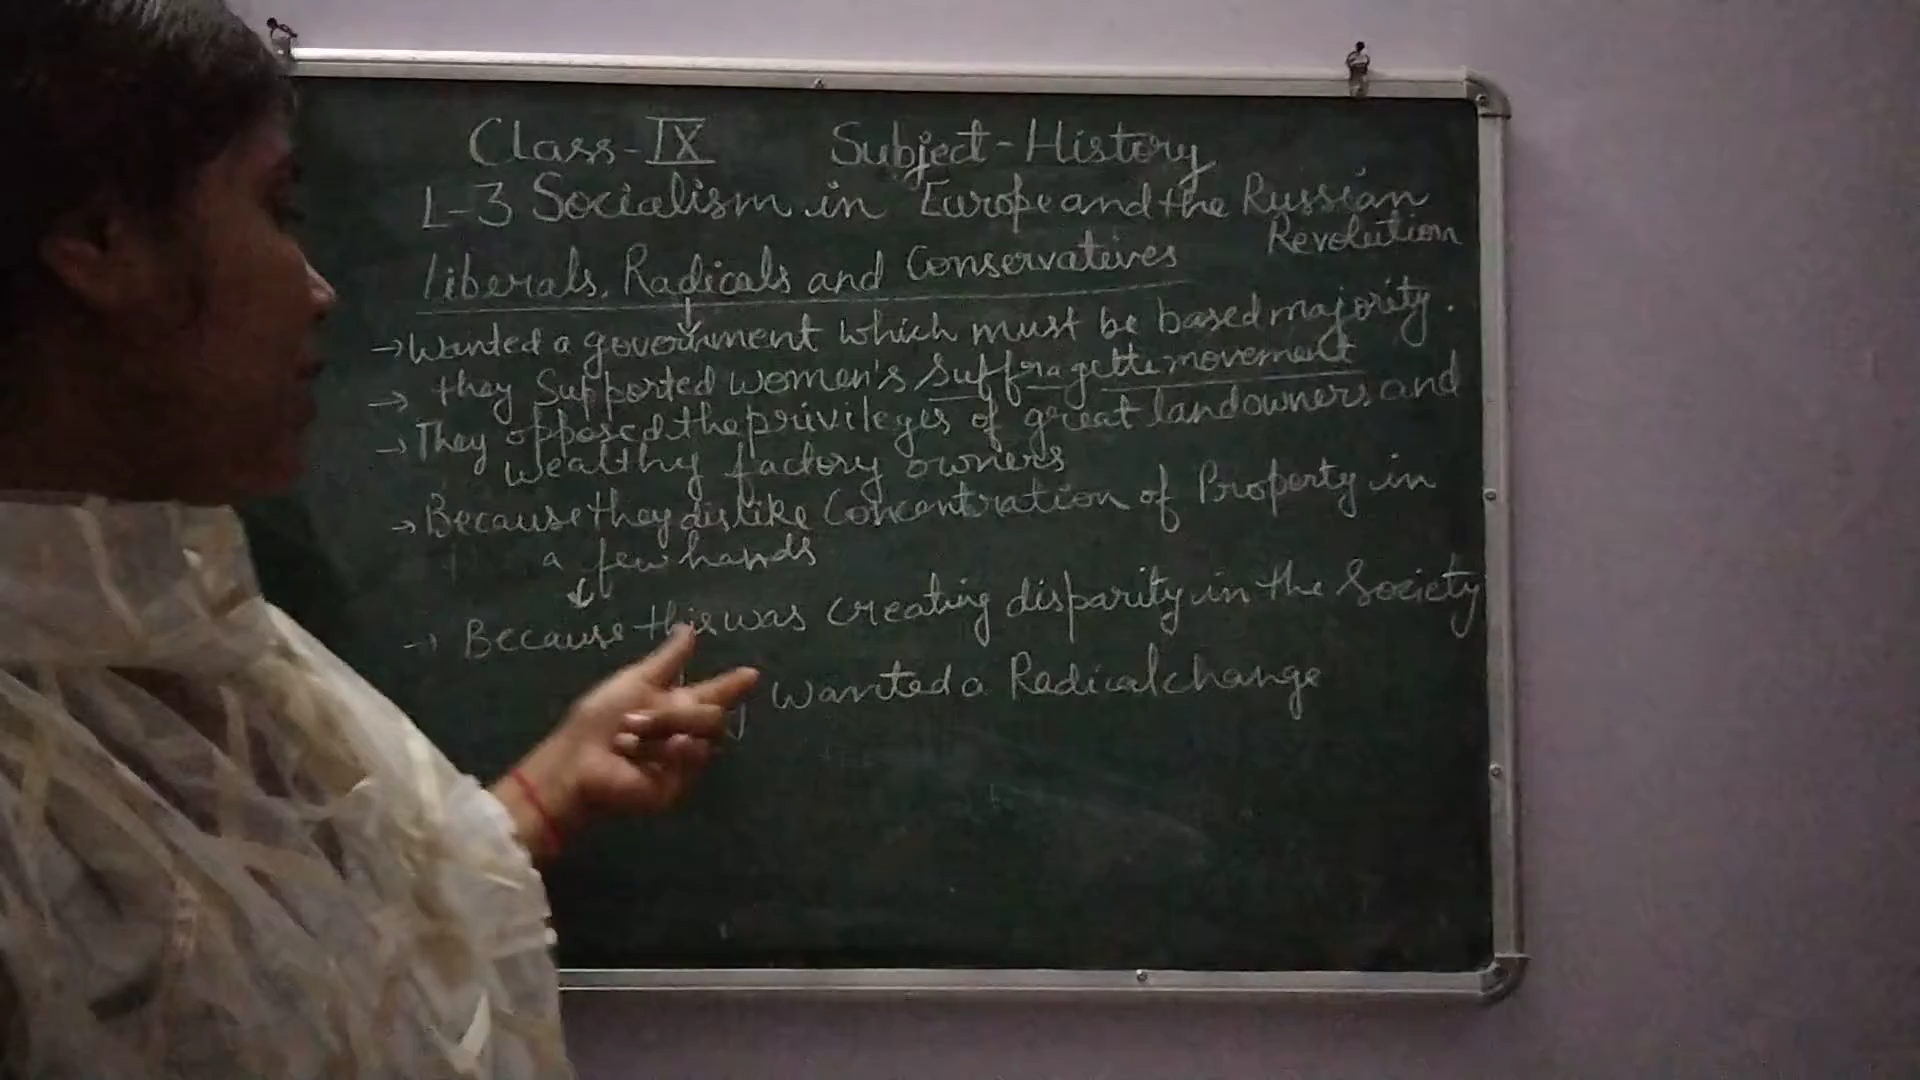 Class-IX Subject-History
L-3 Socialism in Europe and the Russian
Revolution
liberals, Radicals and Conservatives
→ Wanted a government which must be based majority.
→ they Supported women's Suffragette movement
→ They opposed the privileges of great landowners and
wealthy factory owners
→ Because they dislike Concentration of Property in
a few hands
→ Because this was creating disparity in the Society
wanted a Radical change